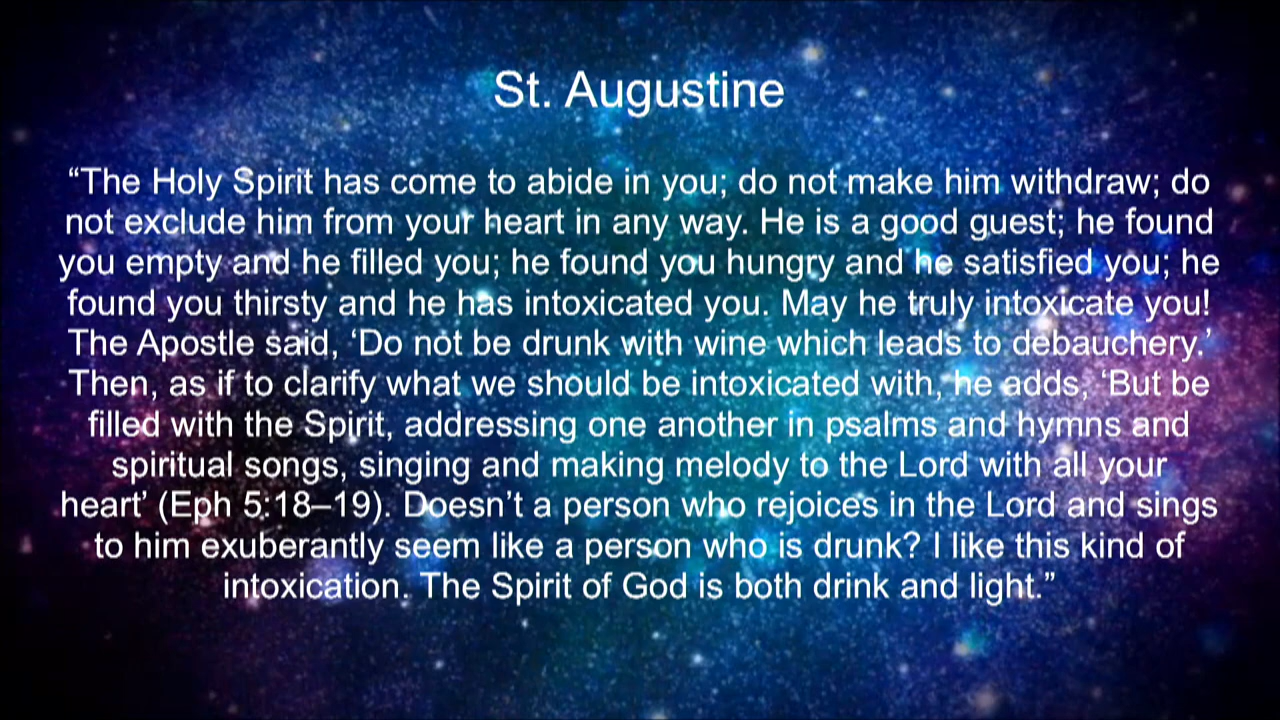 St. Augustine
“The Holy Spirit has come to abide in you; do not make him withdraw; do
not exclude him from your heart in any way. He is a good guest; he found
you empty and he filled you; he found you hungry and he satisfied you; he
found you thirsty and he has intoxicated you. May he truly intoxicate you!
The Apostle said, ‘Do not be drunk with wine which leads to debauchery.’
Then, as if to clarify what we should be intoxicated with, he adds, ‘But be
filled with the Spirit, addressing one another in psalms and hymns and
spiritual songs, singing and making melody to the Lord with all your
heart’ (Eph 5:18–19). Doesn’t a person who rejoices in the Lord and sings
to him exuberantly seem like a person who is drunk? I like this kind of
intoxication. The Spirit of God is both drink and light.”